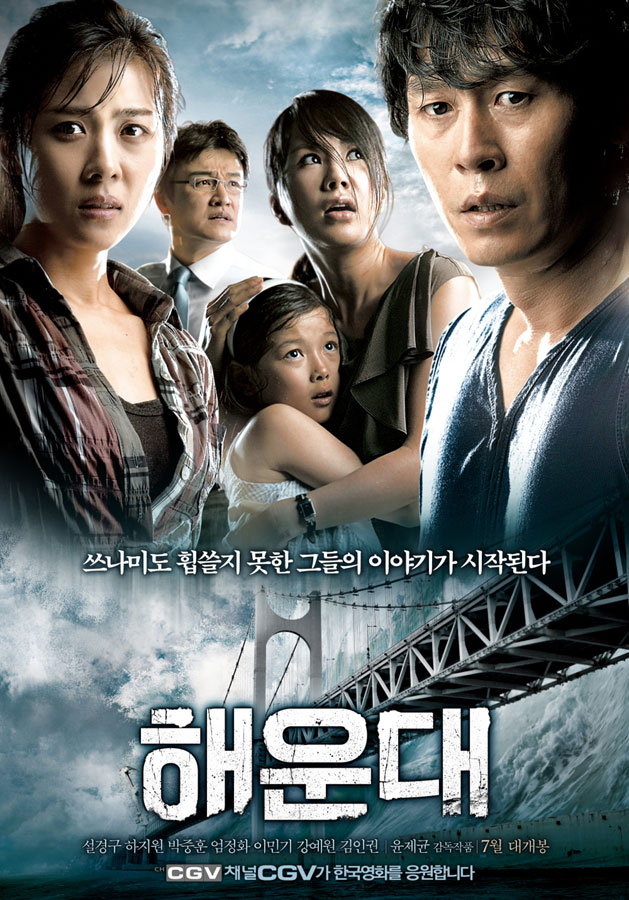 쓰나미도 휩쓸지 못한 그들의 이야기가 시작된다
해운대
설경구 하지원 박중훈 엄정화 이민기 강예원 김인권 | 윤제균 감독작품 | 7월 대개봉
CH CGV 채널CGV가 한국영화를 응원합니다